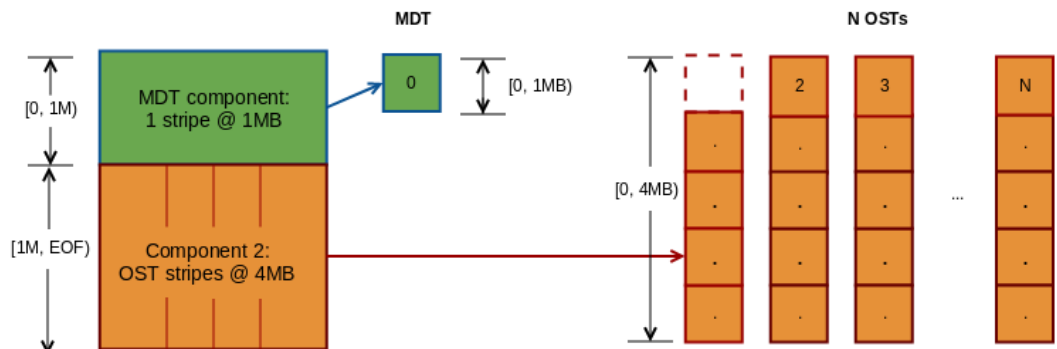 MDT
N OSTs
[0, 1M)
MDT component:
1 stripe @ 1MB
0
[0, 1MB)
2
3
N
[0, 4MB)
...
[1M, EOF)
Component 2:
OST stripes @ 4MB